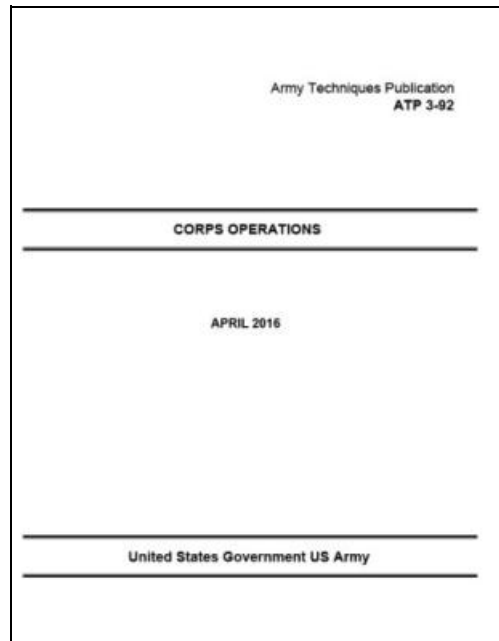 Army Techniques Publication
ATP 3-92
CORPS OPERATIONS
APRIL 2016
United States Government US Army